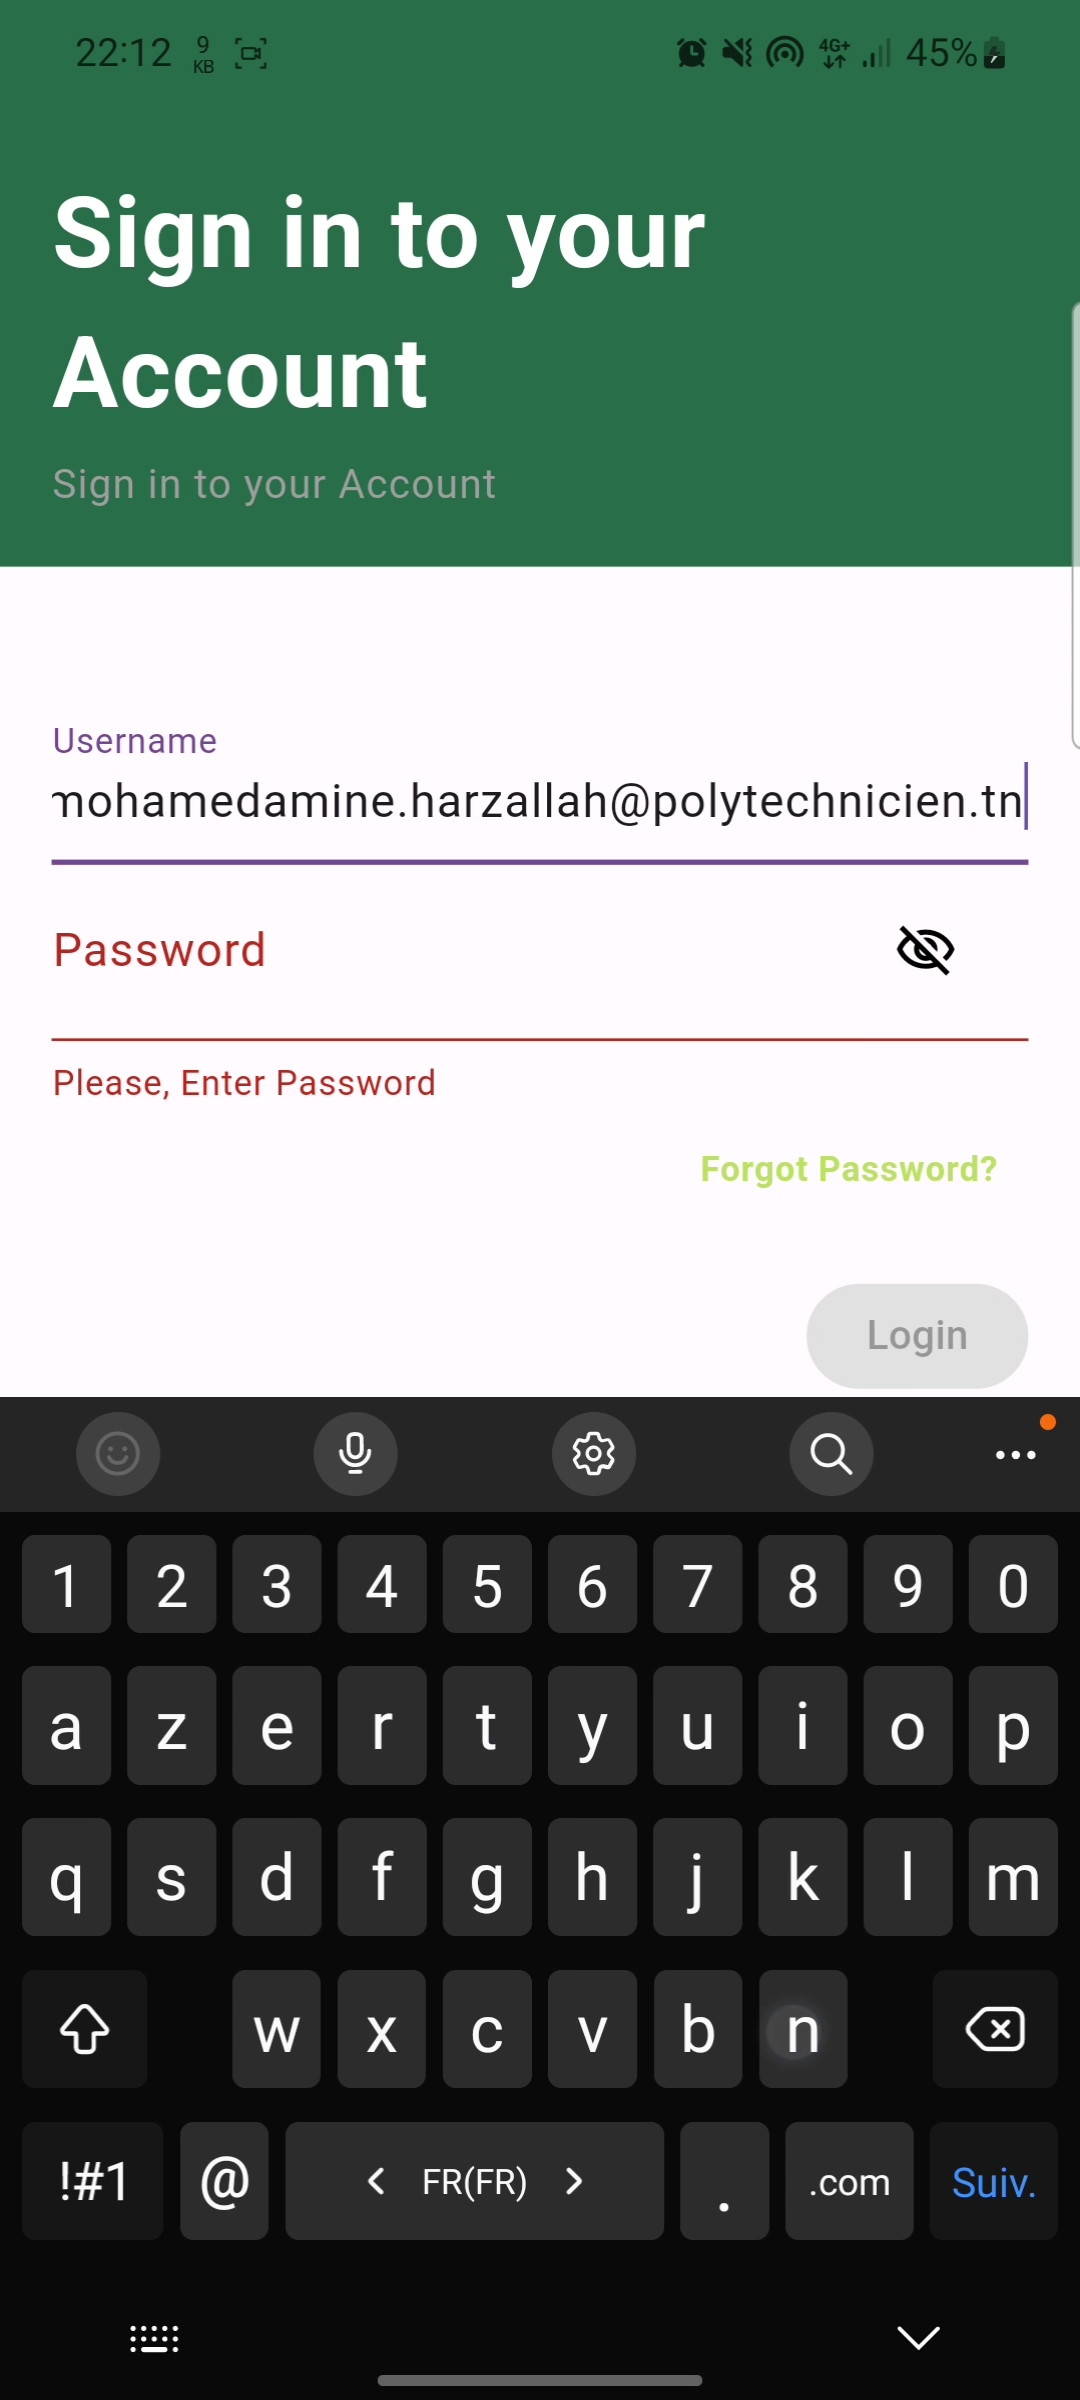 22:12 9 KB 4G+ 45%
Sign in to your
Account
Sign in to your Account
Username
mohamedamine.harzallah@polytechnicien.tn
Password
Please, Enter Password
Forgot Password?
Login
1 2 3 4 5 6 7 8 9 0
a z e r t y u i o p
q s d f g h j k l m
w x c v b n
!#1 @ FR(FR) . .com Suiv.